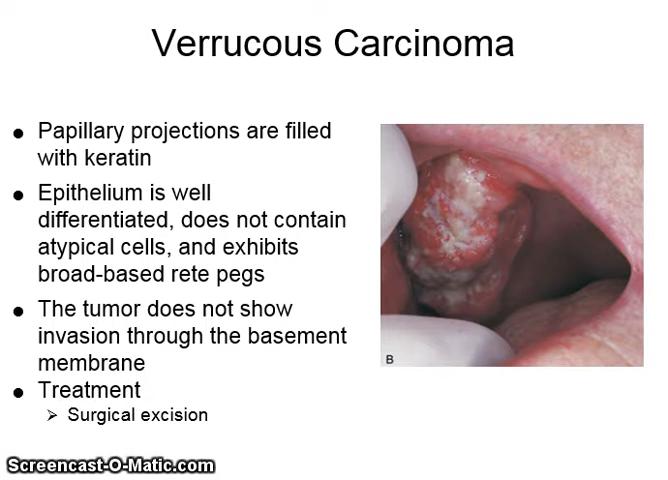 Verrucous Carcinoma
● Papillary projections are filled
with keratin
● Epithelium is well
differentiated, does not contain
atypical cells, and exhibits
broad-based rete pegs
● The tumor does not show
invasion through the basement
membrane
● Treatment
➢ Surgical excision
B
Screencast-O-Matic.com